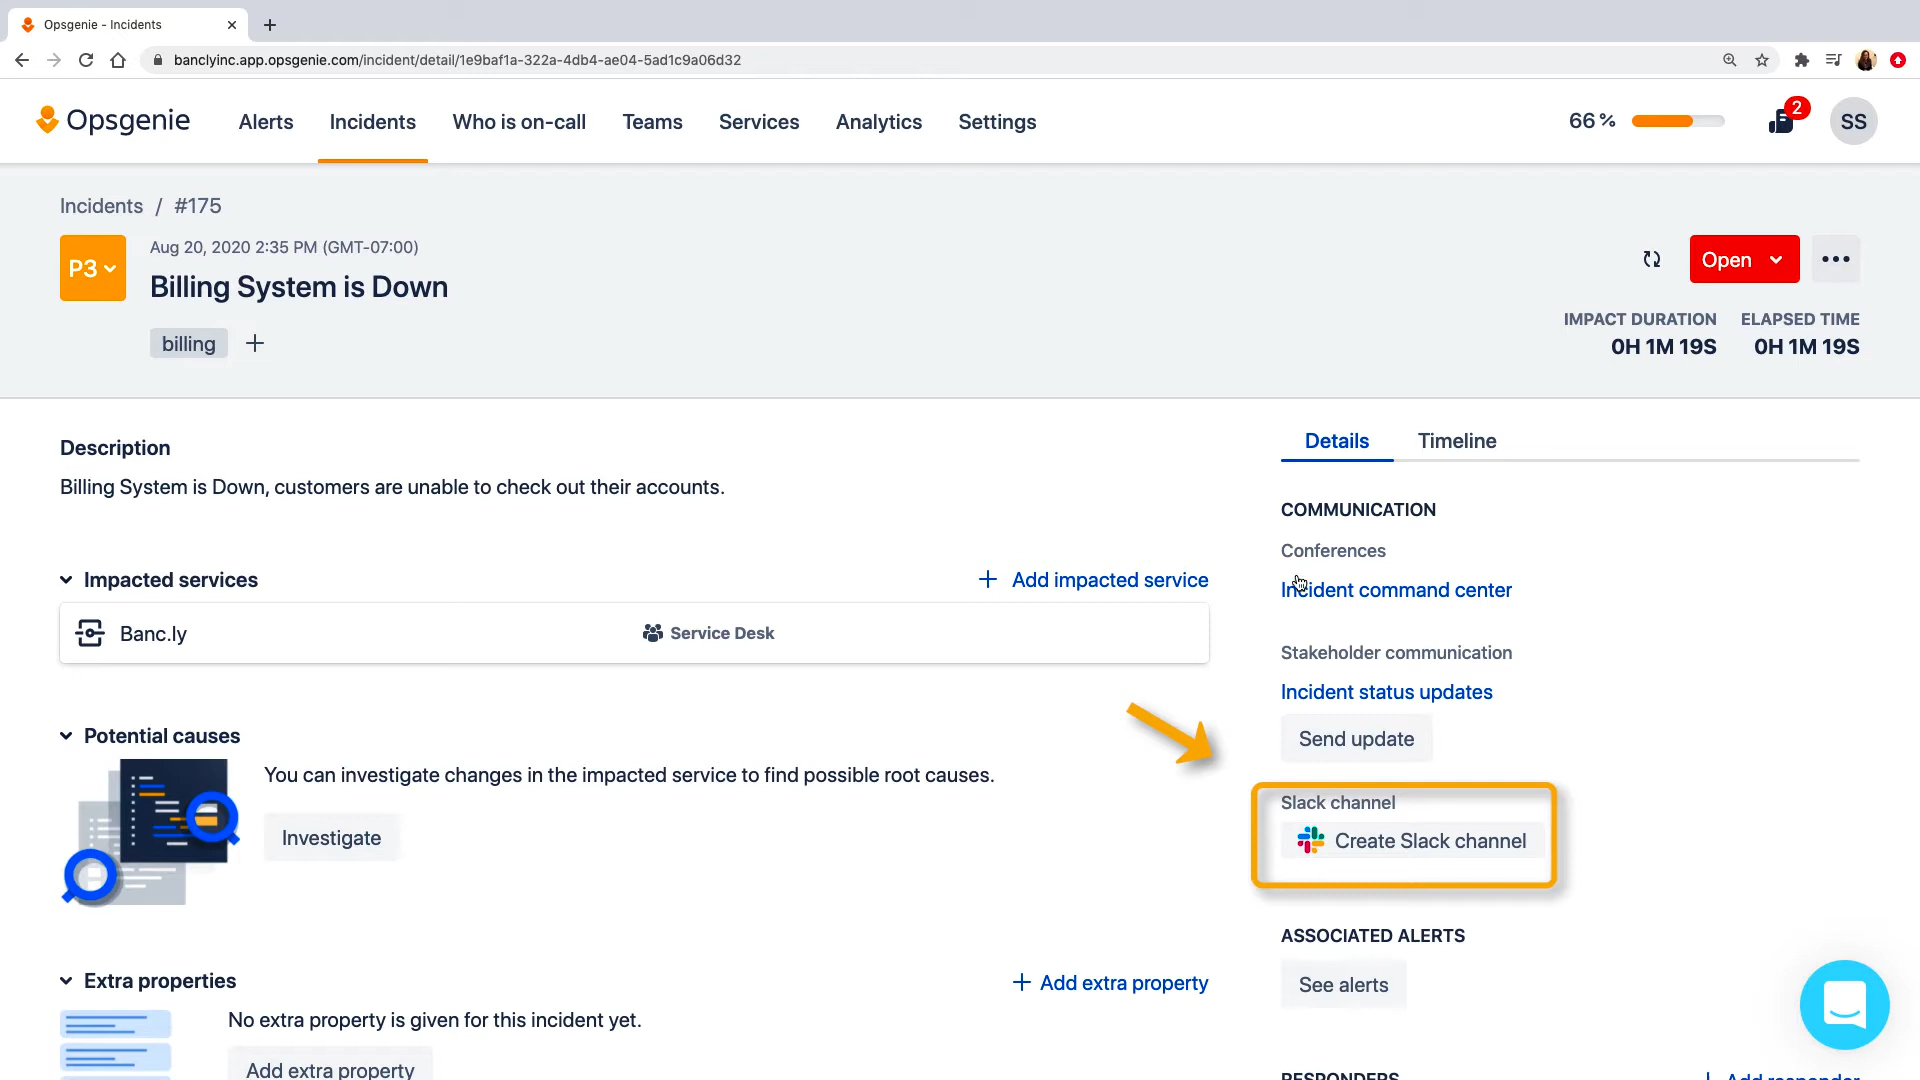 Opsgenie - Incidents
banclyinc.app.opsgenie.com/incident/detail/1e9baf1a-322a-4db4-ae04-5ad1c9a06d32
Opsgenie
Alerts
Incidents
Who is on-call
Teams
Services
Analytics
Settings
66 %
2
SS
Incidents / #175
P3
Aug 20, 2020 2:35 PM (GMT-07:00)
Billing System is Down
billing
Open
IMPACT DURATION
0H 1M 19S
ELAPSED TIME
0H 1M 19S
Description
Billing System is Down, customers are unable to check out their accounts.
Impacted services
Add impacted service
Banc.ly
Service Desk
Potential causes
You can investigate changes in the impacted service to find possible root causes.
Investigate
Extra properties
Add extra property
No extra property is given for this incident yet.
Add extra property
Details
Timeline
COMMUNICATION
Conferences
Incident command center
Stakeholder communication
Incident status updates
Send update
Slack channel
Create Slack channel
ASSOCIATED ALERTS
See alerts
RESPONDERS
Add responder